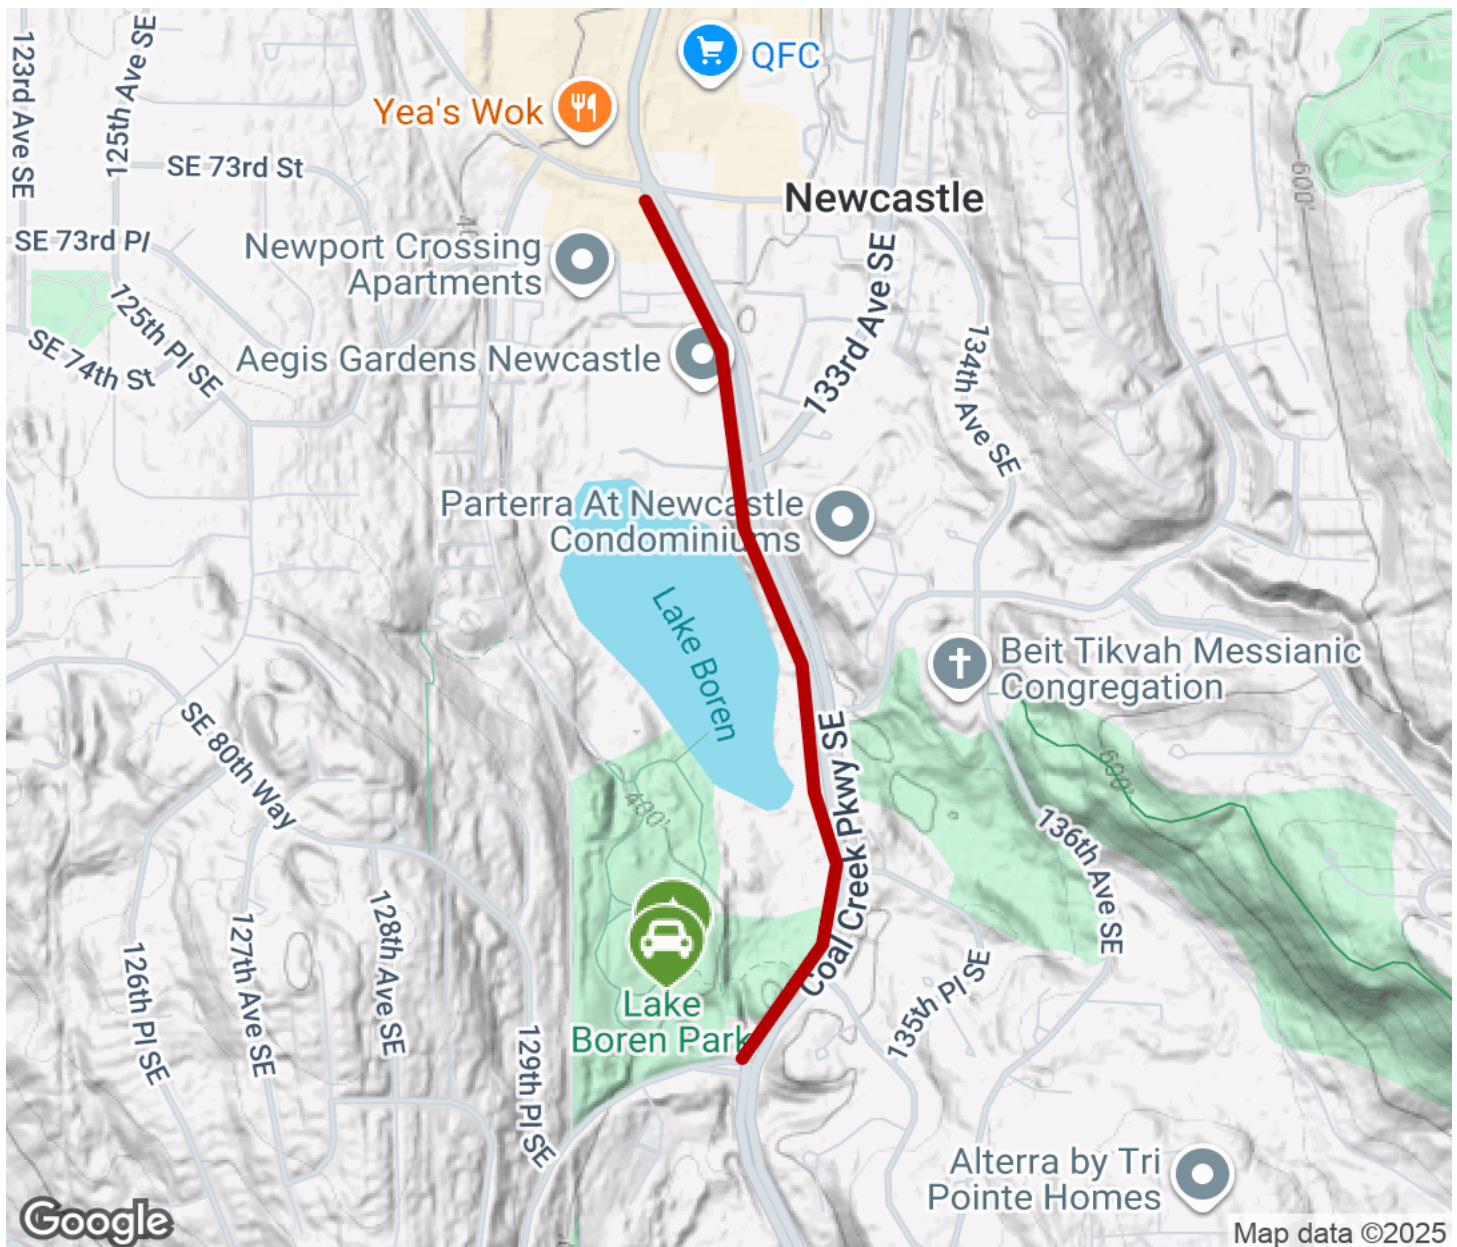 123rd Ave SE
125th Ave SE
QFC
Yea's Wok
SE 73rd St
Newcastle
600'
SE 73rd Pl
Newport Crossing
Apartments
133rd Ave SE
125th Pl SE
SE 74th St
Aegis Gardens Newcastle
134th Ave SE
Parterra At Newcastle
Condominiums
Lake Boren
Beit Tikvah Messianic
Congregation
SE 80th Way
Coal Creek Pkwy SE
600'
400'
136th Ave SE
126th Pl SE
127th Ave SE
128th Ave SE
129th Pl SE
135th Pl SE
Lake
Boren Park
Alterra by Tri
Pointe Homes
Google
Map data ©2025